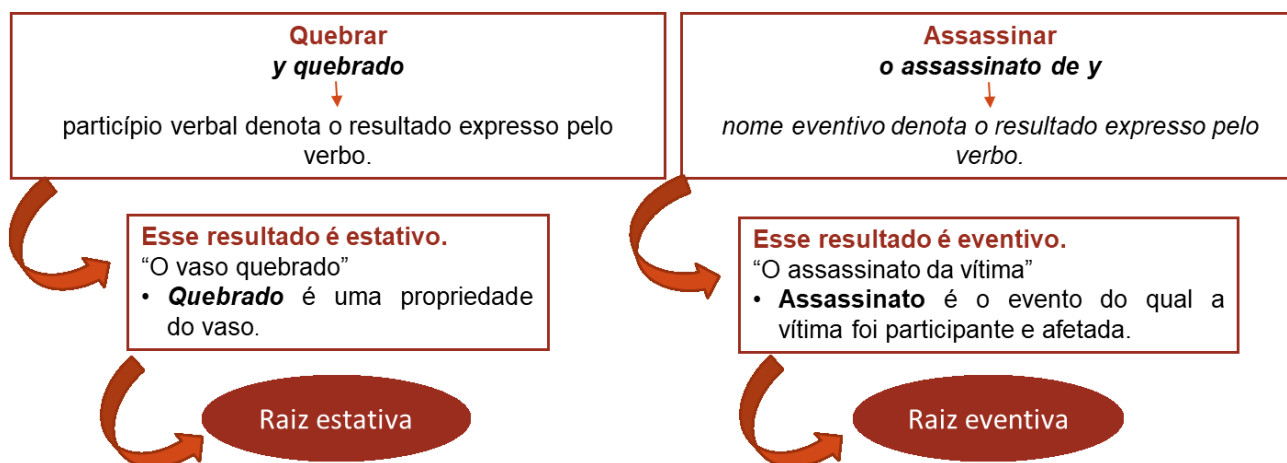 Quebrar
y quebrado
particípio verbal denota o resultado expresso pelo
verbo.
Esse resultado é estativo.
“O vaso quebrado”
• Quebrado é uma propriedade
do vaso.
Raiz estativa
Assassinar
o assassinato de y
nome eventivo denota o resultado expresso pelo
verbo.
Esse resultado é eventivo.
“O assassinato da vítima”
• Assassinato é o evento do qual a
vítima foi participante e afetada.
Raiz eventiva